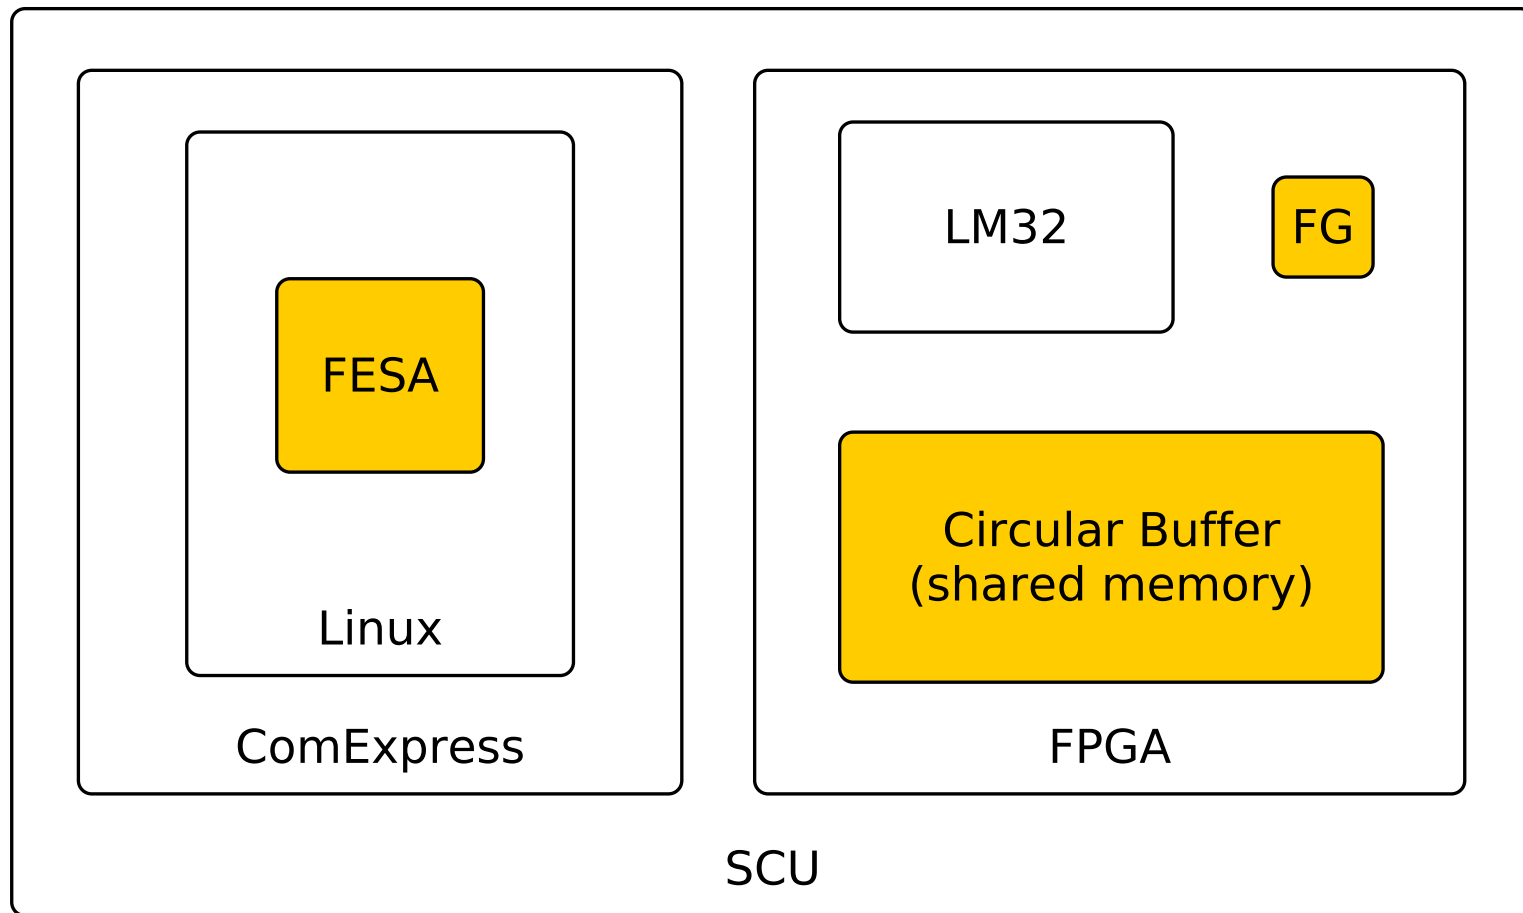 LM32
FG
FESA
Circular Buffer
(shared memory)
Linux
ComExpress
FPGA
SCU